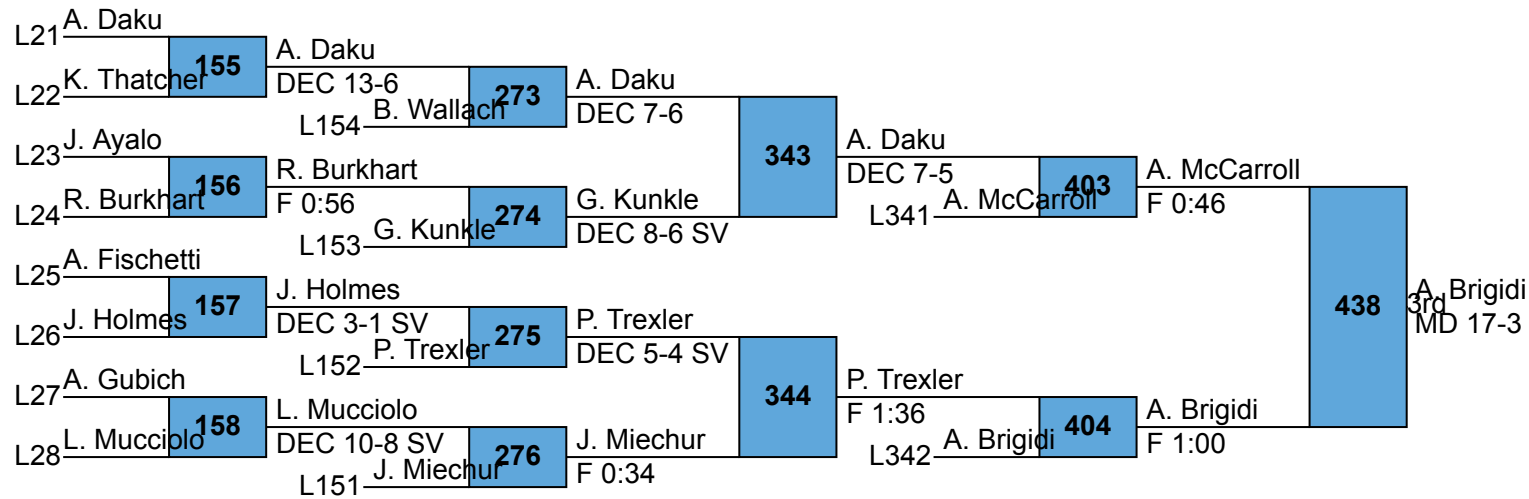 L21 A. Daku
155
L22 K. Thatcher
A. Daku
DEC 13-6
273
L154 B. Wallach
A. Daku
DEC 7-6
L23 J. Ayalo
156
L24 R. Burkhart
R. Burkhart
F 0:56
274
L153 G. Kunkle
G. Kunkle
DEC 8-6 SV
343
A. Daku
DEC 7-5
403
L341 A. McCarroll
A. McCarroll
F 0:46
L25 A. Fischetti
157
L26 J. Holmes
J. Holmes
DEC 3-1 SV
275
L152 P. Trexler
P. Trexler
DEC 5-4 SV
L27 A. Gubich
158
L28 L. Mucciolo
L. Mucciolo
DEC 10-8 SV
276
L151 J. Miechur
J. Miechur
F 0:34
344
P. Trexler
F 1:36
404
L342 A. Brigidi
A. Brigidi
F 1:00
438
3rd
A. Brigidi
MD 17-3